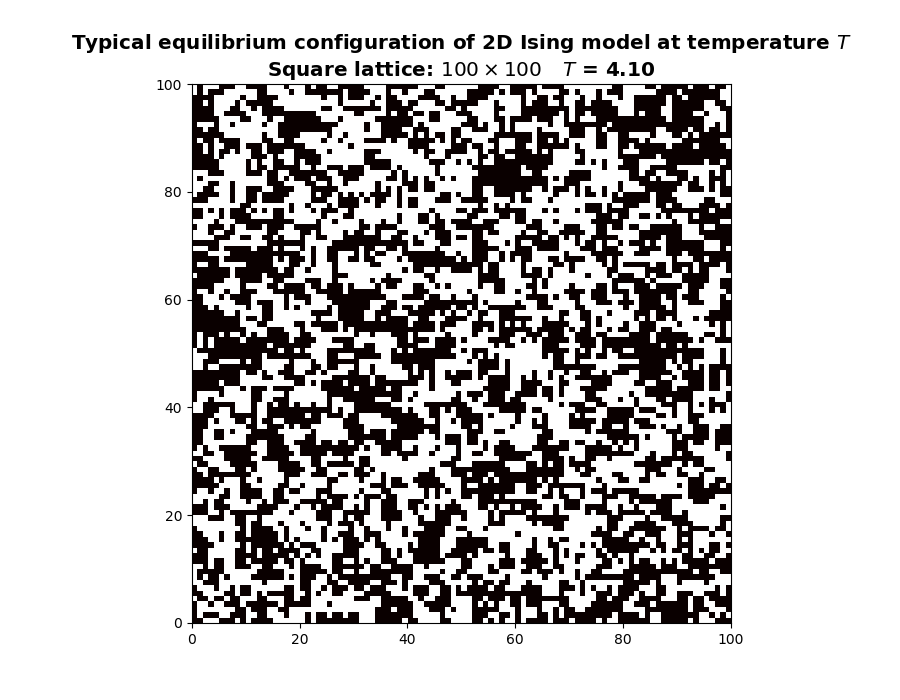 Typical equilibrium configuration of 2D Ising model at temperature T
Square lattice: 100 × 100 T = 4.10
100
80
60
40
20
0
0 20 40 60 80 100